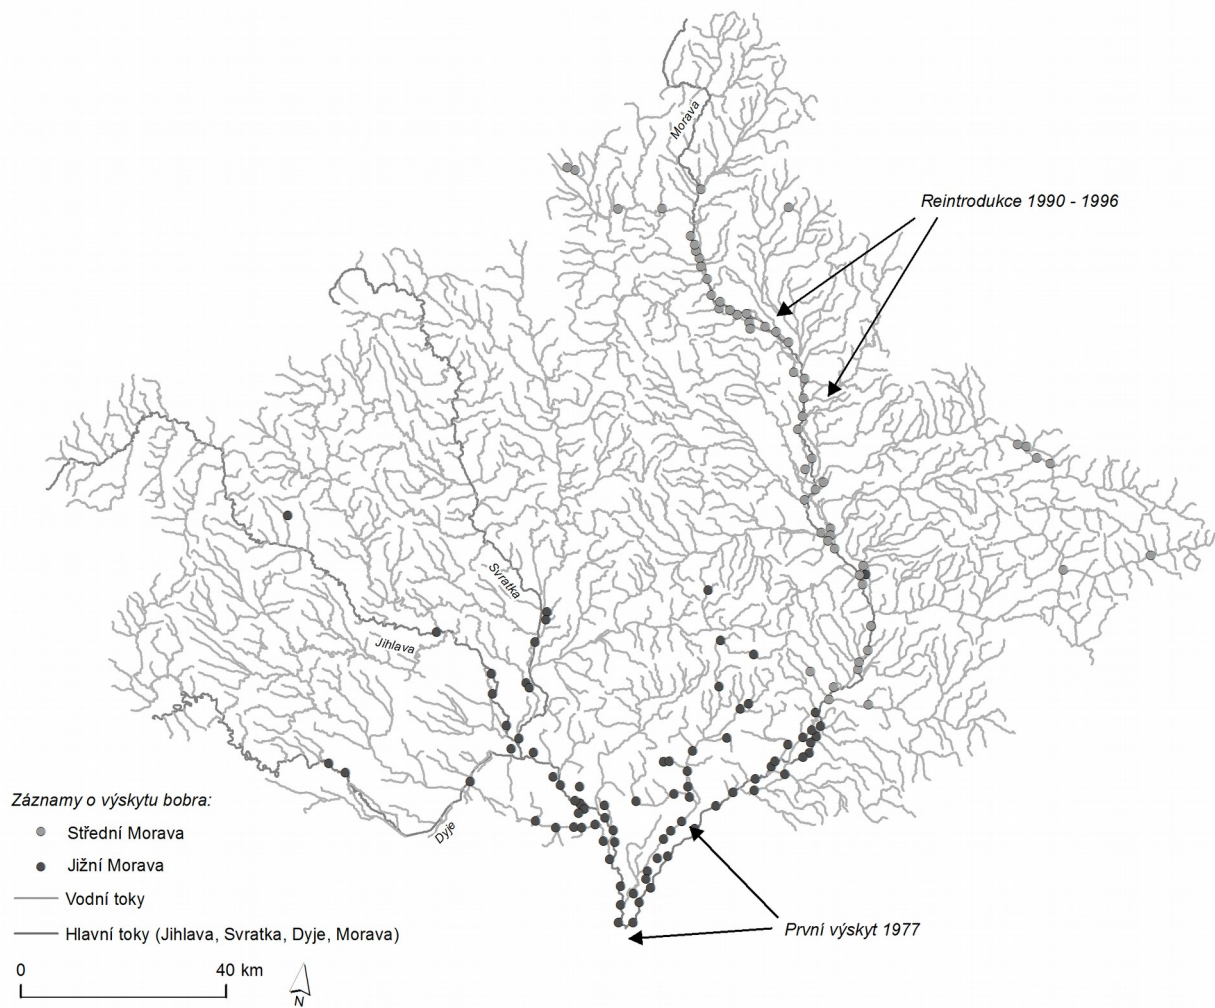 Morava
Reintrodukce 1990 - 1996
Svratka
Jihlava
Dyje
První výskyt 1977
Záznamy o výskytu bobra:
Střední Morava
Jižní Morava
Vodní toky
Hlavní toky (Jihlava, Svratka, Dyje, Morava)
0 40 km
N